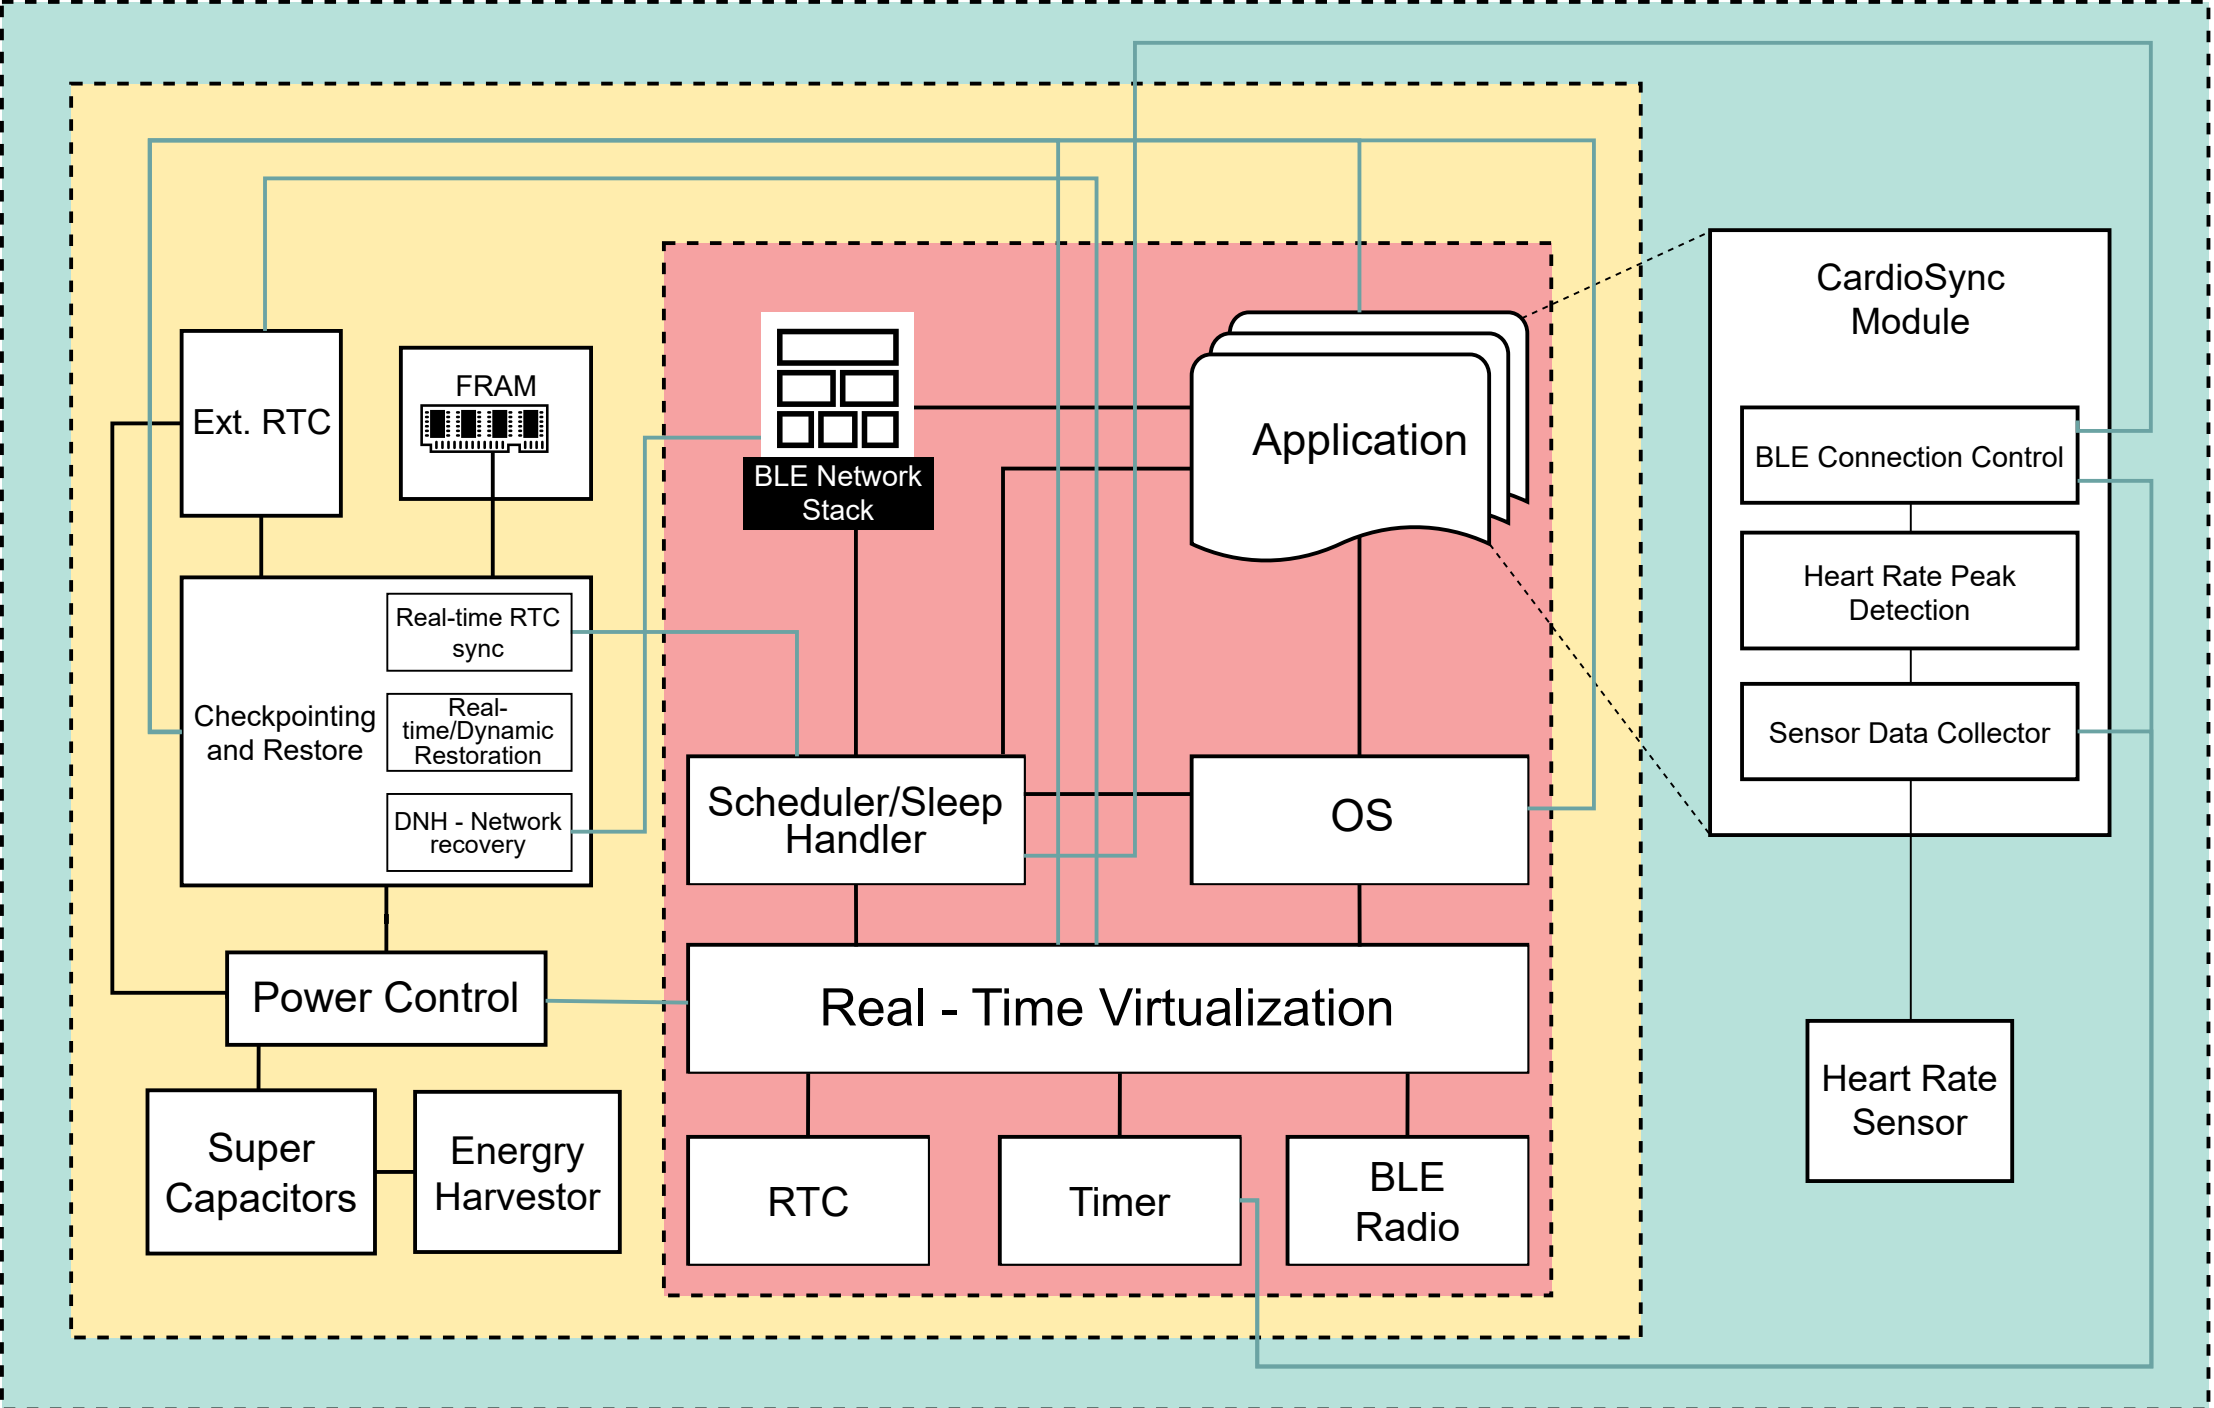 CardioSync
Module
Ext. RTC
FRAM
BLE Network
Stack
Application
BLE Connection Control
Heart Rate Peak
Detection
Sensor Data Collector
Checkpointing
and Restore
Real-time RTC
sync
Real-
time/Dynamic
Restoration
DNH - Network
recovery
Scheduler/Sleep
Handler
OS
Power Control
Real - Time Virtualization
Heart Rate
Sensor
Super
Capacitors
Energry
Harvestor
RTC
Timer
BLE
Radio